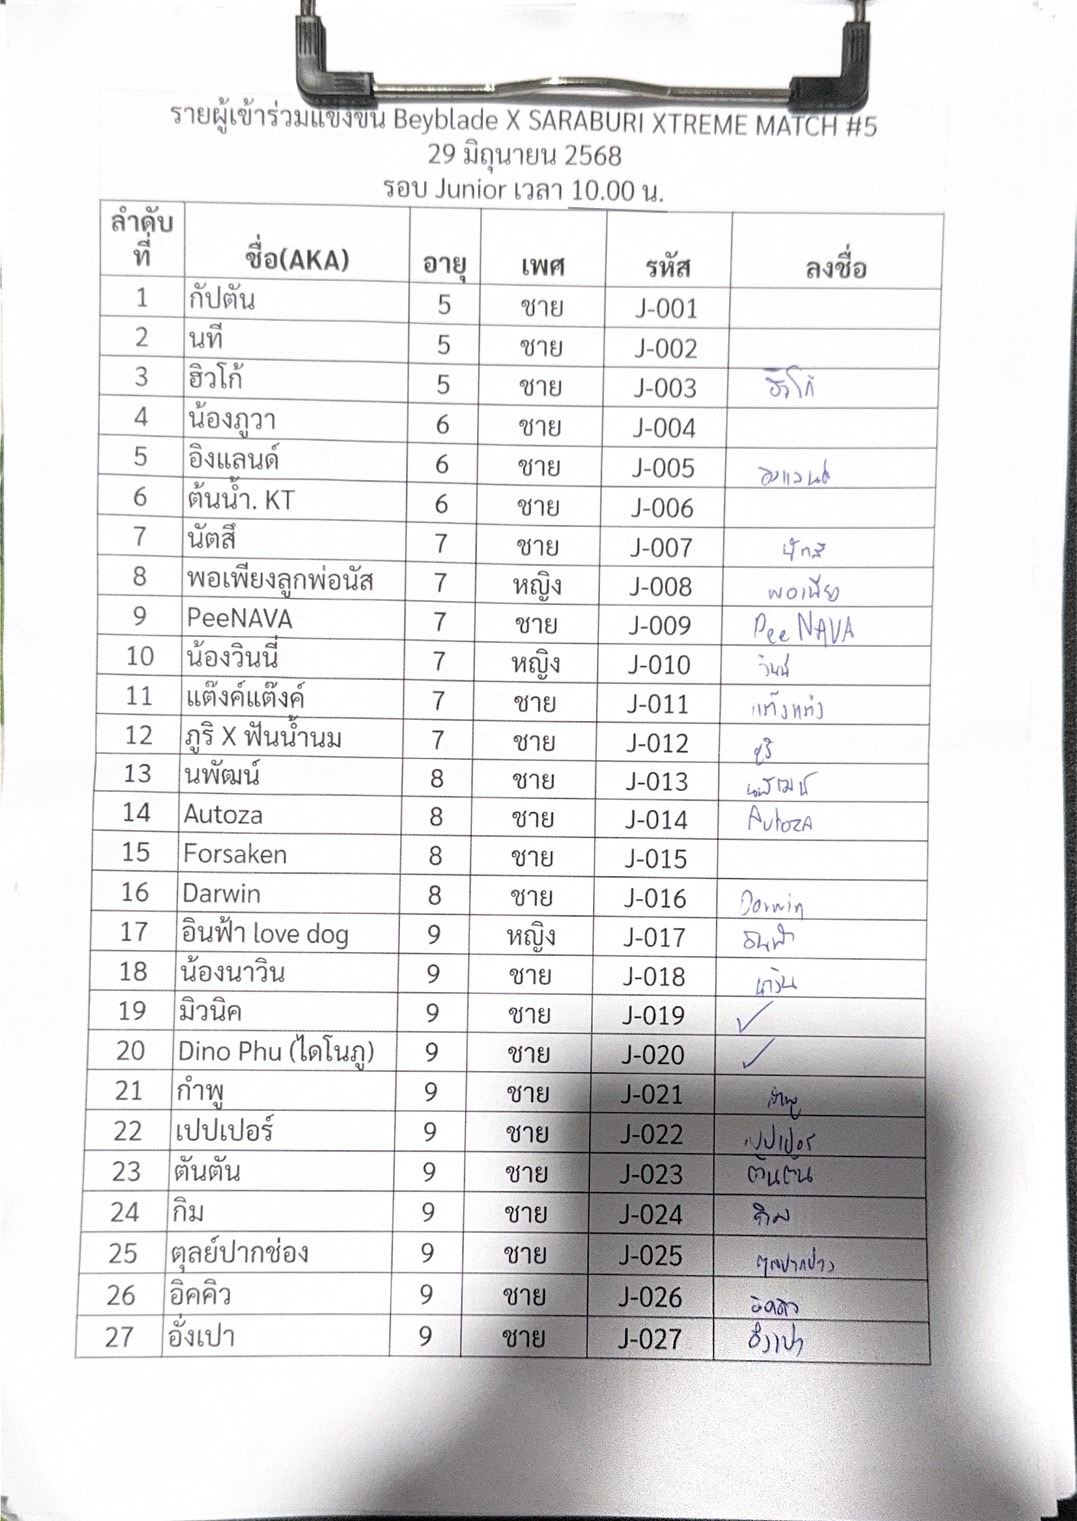 รายผู้เข้าร่วมแข่งขัน Beyblade X SARABURI XTREME MATCH #5
29 มิถุนายน 2568
รอบ Junior เวลา 10.00 น.
ลำดับที่ ชื่อ(AKA) อายุ เพศ รหัส ลงชื่อ
1 กัปตัน 5 ชาย J-001
2 นที 5 ชาย J-002
3 ฮิวโก้ 5 ชาย J-003 ฮิวโก้
4 น้องภูวา 6 ชาย J-004
5 อิงแลนด์ 6 ชาย J-005 อิงแลนด์
6 ต้นน้ำ. KT 6 ชาย J-006
7 นัตสึ 7 ชาย J-007
8 พอเพียงลูกพ่อนัส 7 หญิง J-008 พอเพียง
9 PeeNAVA 7 ชาย J-009 Pee NAVA
10 น้องวินนี่ 7 หญิง J-010 วินนี่
11 แต๊งค์แต๊งค์ 7 ชาย J-011
12 ภูริ X ฟันน้ำนม 7 ชาย J-012 ภูริ
13 นพัฒน์ 8 ชาย J-013 นพัฒน์
14 Autoza 8 ชาย J-014 AutozA
15 Forsaken 8 ชาย J-015
16 Darwin 8 ชาย J-016 Darwin
17 อินฟ้า love dog 9 หญิง J-017 อินฟ้า
18 น้องนาวิน 9 ชาย J-018 นาวิน
19 มิวนิค 9 ชาย J-019 ✓
20 Dino Phu (ไดโนภู) 9 ชาย J-020 ✓
21 กำพู 9 ชาย J-021 กำพู
22 เปปเปอร์ 9 ชาย J-022 เปปเปอร์
23 ตันตัน 9 ชาย J-023 ตันตัน
24 กิม 9 ชาย J-024 กิม
25 ตุลย์ปากช่อง 9 ชาย J-025
26 อิคคิว 9 ชาย J-026 อิคคิว
27 อั่งเปา 9 ชาย J-027 อั่งเปา